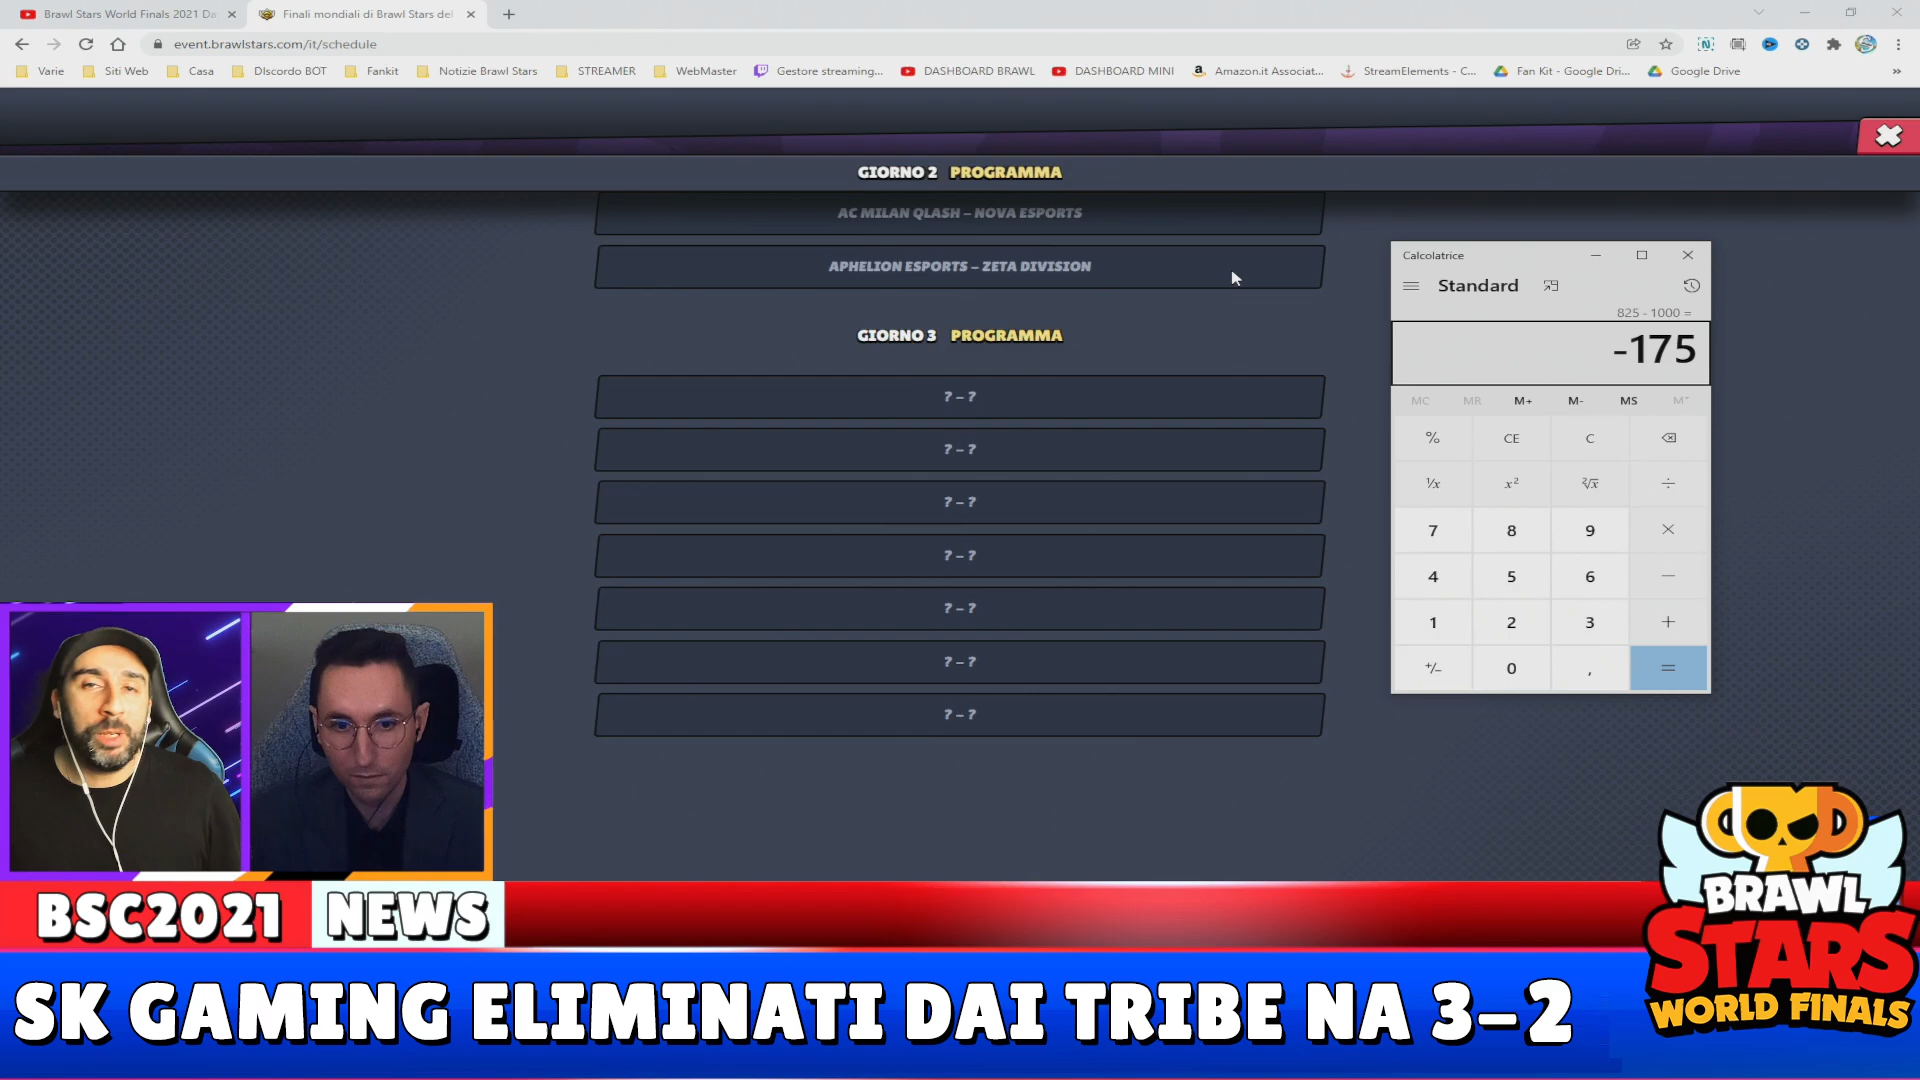 Brawl Stars World Finals 2021 Da
Finali mondiali di Brawl Stars del
event.brawlstars.com/it/schedule
Varie
Siti Web
Casa
DIscordo BOT
Fankit
Notizie Brawl Stars
STREAMER
WebMaster
Gestore streaming...
DASHBOARD BRAWL
DASHBOARD MINI
Amazon.it Associat...
StreamElements - C...
Fan Kit - Google Dri...
Google Drive
»
GIORNO 2 PROGRAMMA
AC MILAN QLASH – NOVA ESPORTS
APHELION ESPORTS – ZETA DIVISION
GIORNO 3 PROGRAMMA
? – ?
? – ?
? – ?
? – ?
? – ?
? – ?
? – ?
Calcolatrice
Standard
825 - 1000 =
-175
MC MR M+ M- MS M˅
% CE C
1/x x² ²√x ÷
7 8 9 ×
4 5 6 −
1 2 3 +
+/− 0 , =
BSC2021 NEWS
SK GAMING ELIMINATI DAI TRIBE NA 3-2
BRAWL
STARS
WORLD FINALS